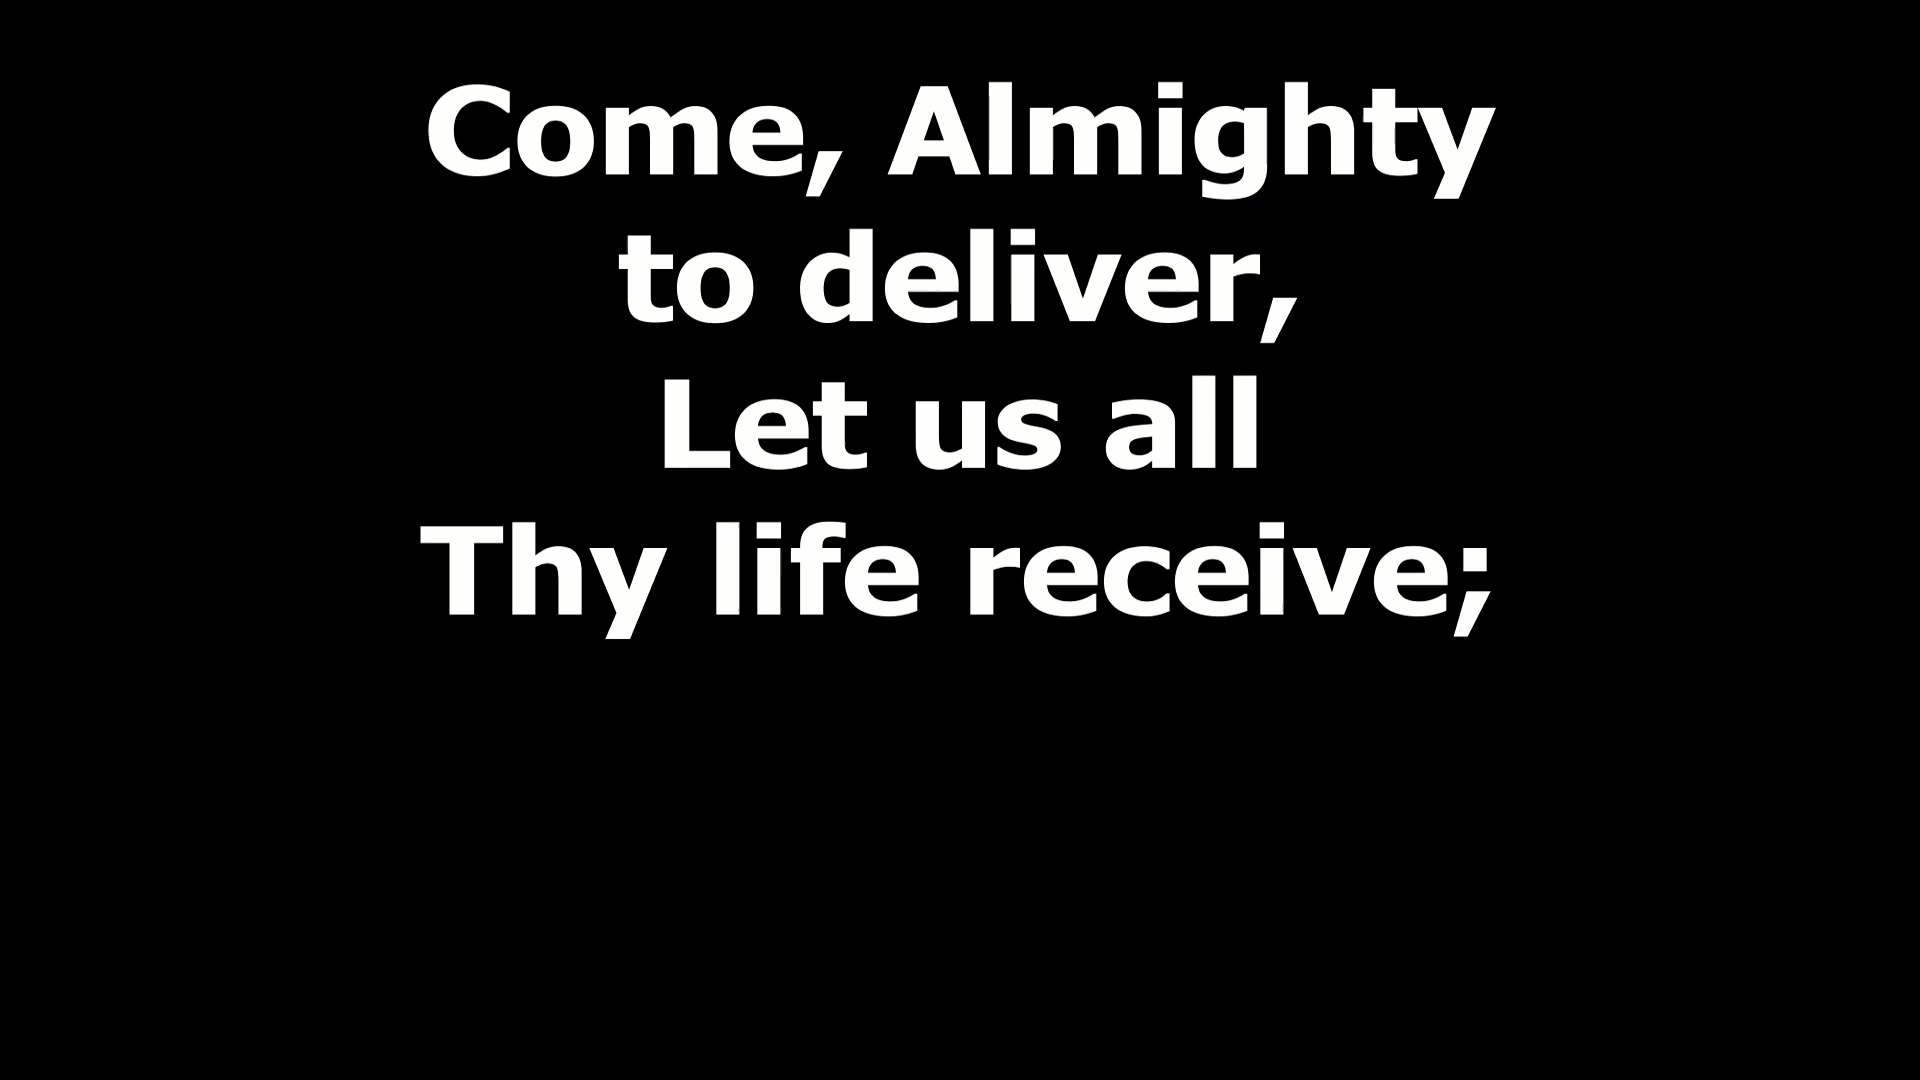 Come, Almighty
to deliver,
Let us all
Thy life receive;